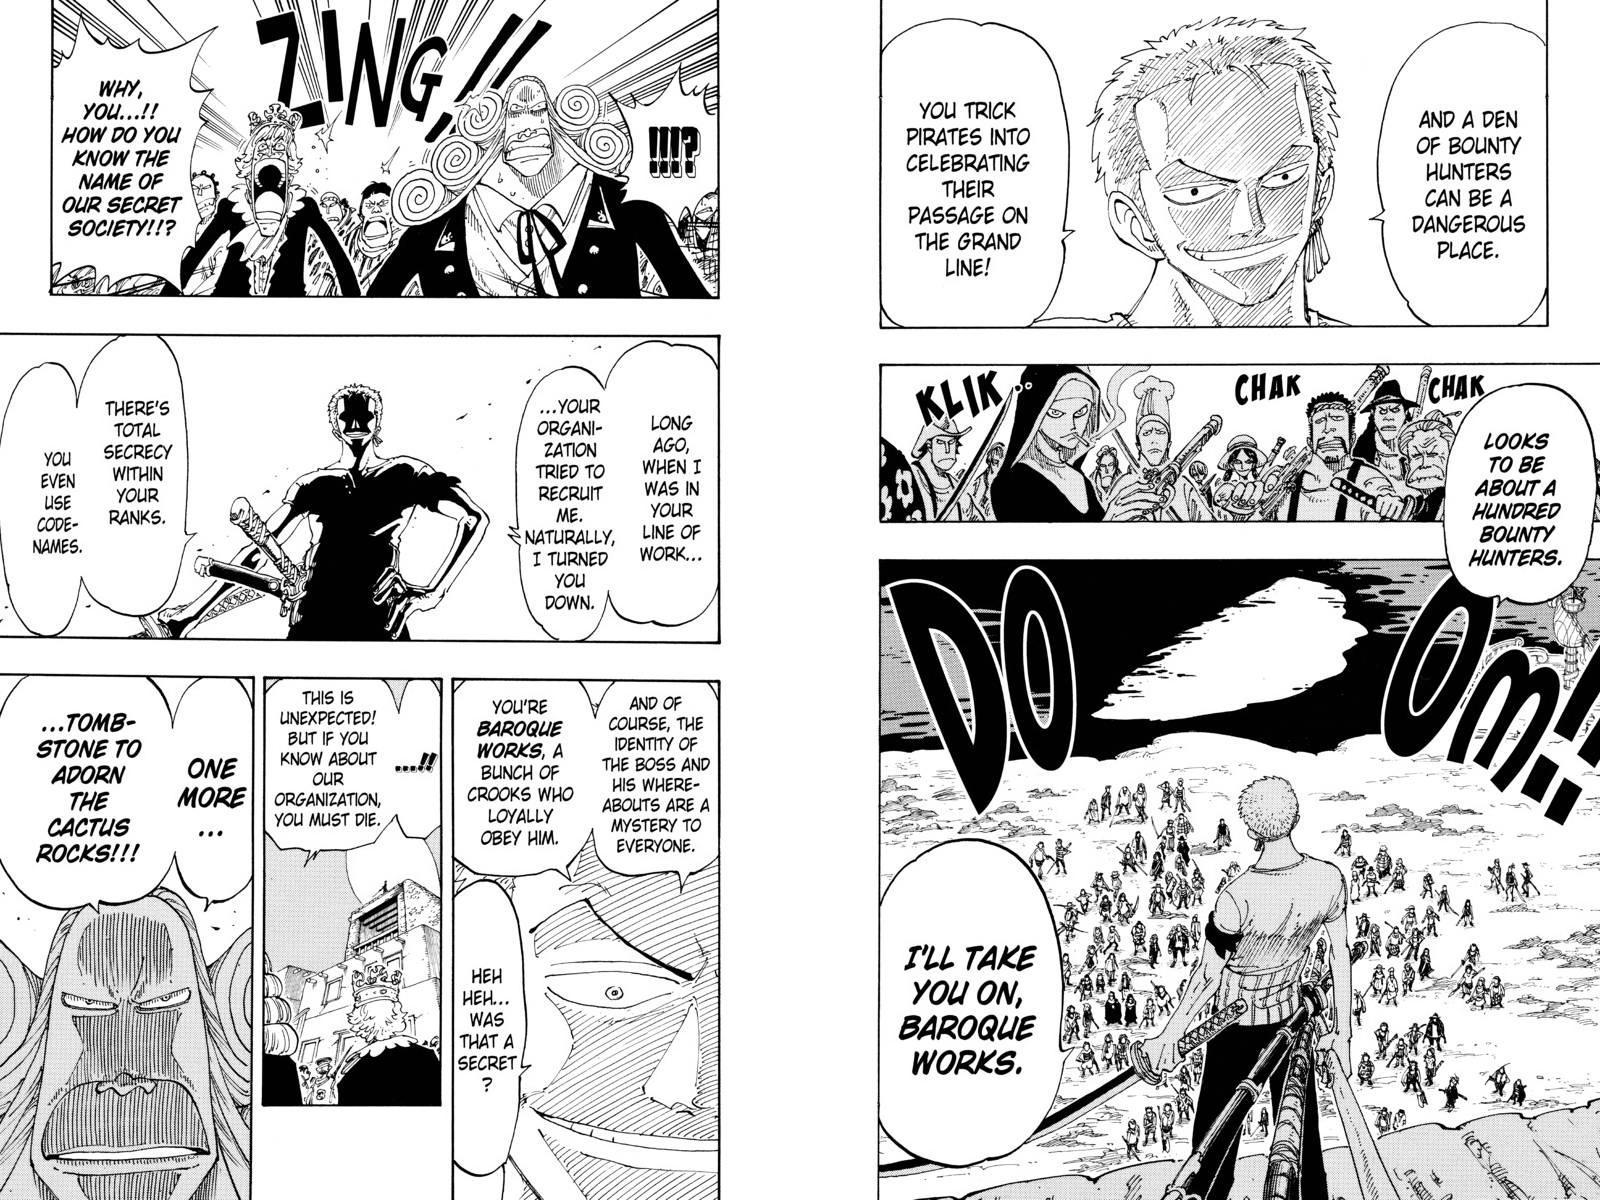 AND A DEN
OF BOUNTY
HUNTERS
CAN BE A
DANGEROUS
PLACE.
YOU TRICK
PIRATES INTO
CELEBRATING
THEIR
PASSAGE ON
THE GRAND
LINE!
LOOKS
TO BE
ABOUT A
HUNDRED
BOUNTY
HUNTERS.
CHAK
CHAK
KLIK..
DOOM!!
I'LL TAKE
YOU ON,
BAROQUE
WORKS.
!!!?
ZING!!
WHY,
YOU...!!
HOW DO YOU
KNOW THE
NAME OF
OUR SECRET
SOCIETY!!?
LONG
AGO,
WHEN I
WAS IN
YOUR
LINE OF
WORK...
...YOUR
ORGANI-
ZATION
TRIED TO
RECRUIT
ME.
NATURALLY,
I TURNED
YOU
DOWN.
THERE'S
TOTAL
SECRECY
WITHIN
YOUR
RANKS.
YOU
EVEN
USE
CODE-
NAMES.
AND OF
COURSE, THE
IDENTITY OF
THE BOSS AND
HIS WHERE-
ABOUTS ARE A
MYSTERY TO
EVERYONE.
YOU'RE
BAROQUE
WORKS, A
BUNCH OF
CROOKS WHO
LOYALLY
OBEY HIM.
HEH
HEH...
WAS
THAT A
SECRET
?
....!!
THIS IS
UNEXPECTED!
BUT IF YOU
KNOW ABOUT
OUR
ORGANIZATION,
YOU MUST DIE.
ONE
MORE
...
...TOMB-
STONE TO
ADORN
THE
CACTUS
ROCKS!!!